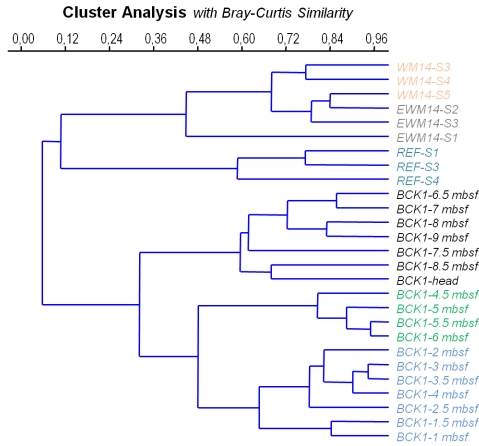 Cluster Analysis with Bray-Curtis Similarity
0,00 0,12 0,24 0,36 0,48 0,60 0,72 0,84 0,96
WM14-S3
WM14-S4
WM14-S5
EWM14-S2
EWM14-S3
EWM14-S1
REF-S1
REF-S3
REF-S4
BCK1-6.5 mbsf
BCK1-7 mbsf
BCK1-8 mbsf
BCK1-9 mbsf
BCK1-7.5 mbsf
BCK1-8.5 mbsf
BCK1-head
BCK1-4.5 mbsf
BCK1-5 mbsf
BCK1-5.5 mbsf
BCK1-6 mbsf
BCK1-2 mbsf
BCK1-3 mbsf
BCK1-3.5 mbsf
BCK1-4 mbsf
BCK1-2.5 mbsf
BCK1-1.5 mbsf
BCK1-1 mbsf